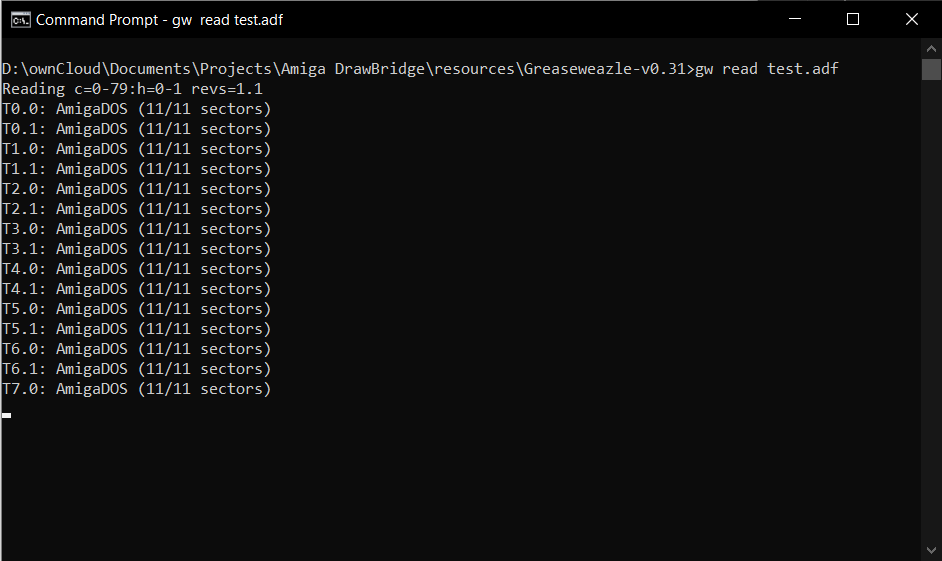 Command Prompt - gw  read test.adf
D:\ownCloud\Documents\Projects\Amiga DrawBridge\resources\Greaseweazle-v0.31>gw read test.adf
Reading c=0-79:h=0-1 revs=1.1
T0.0: AmigaDOS (11/11 sectors)
T0.1: AmigaDOS (11/11 sectors)
T1.0: AmigaDOS (11/11 sectors)
T1.1: AmigaDOS (11/11 sectors)
T2.0: AmigaDOS (11/11 sectors)
T2.1: AmigaDOS (11/11 sectors)
T3.0: AmigaDOS (11/11 sectors)
T3.1: AmigaDOS (11/11 sectors)
T4.0: AmigaDOS (11/11 sectors)
T4.1: AmigaDOS (11/11 sectors)
T5.0: AmigaDOS (11/11 sectors)
T5.1: AmigaDOS (11/11 sectors)
T6.0: AmigaDOS (11/11 sectors)
T6.1: AmigaDOS (11/11 sectors)
T7.0: AmigaDOS (11/11 sectors)